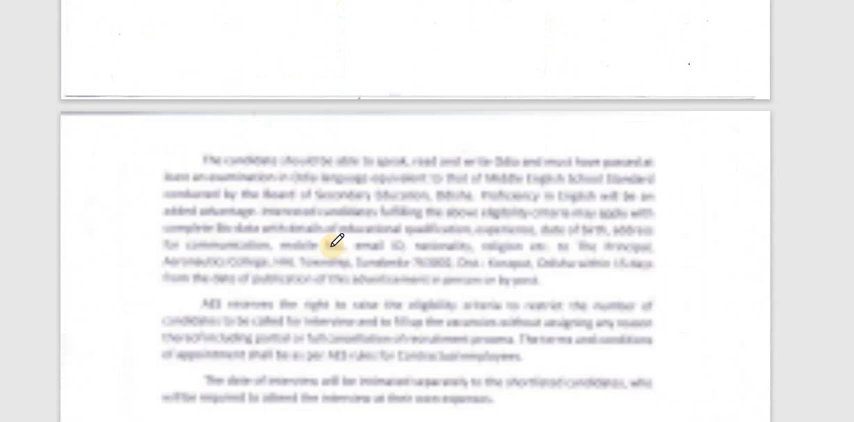 The candidate should be able to speak, read and write Odia and must have passed at
least an examination in Odia language equivalent to that of Middle English School Standard
conducted by the Board of Secondary Education, Odisha. Proficiency in English will be an
added advantage. Interested candidates fulfilling the above eligibility criteria may apply with
complete Bio-data with details of educational qualification, experience, date of birth, address
for communication, mobile email ID, nationality, religion etc. to The Principal,
Aeronautics College, HAL Township, Sunabeda 763002, Dist.: Koraput, Odisha within 15 days
from the date of publication of this advertisement in person or by post.
AES reserves the right to raise the eligibility criteria to restrict the number of
candidates to be called for interview and to fill up the vacancies without assigning any reason
thereof including partial or full cancellation of recruitment process. The terms and conditions
of appointment shall be as per AES rules for Contractual employees.
The date of interview will be intimated separately to the shortlisted candidates, who
will be required to attend the interview at their own expenses.